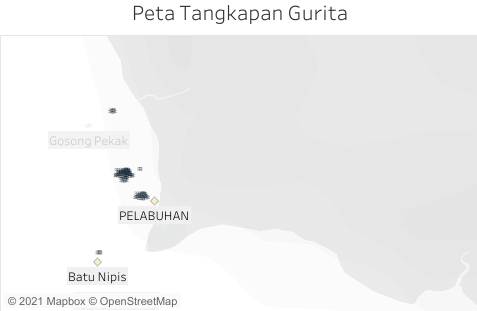 Peta Tangkapan Gurita
Gosong Pekak
PELABUHAN
Batu Nipis
© 2021 Mapbox © OpenStreetMap